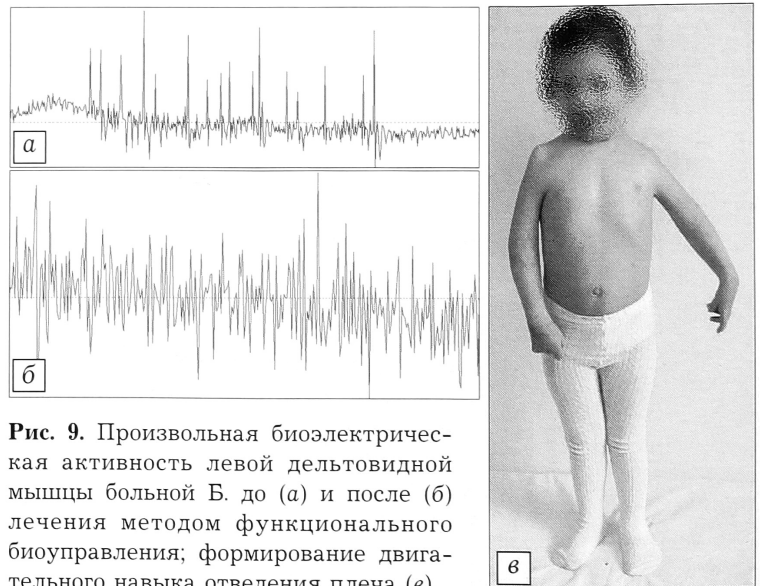 а
б
Рис. 9. Произвольная биоэлектричес-
кая активность левой дельтовидной
мышцы больной Б. до (а) и после (б)
лечения методом функционального
биоуправления; формирование двига-
тельного навыка отведения плеча (в)
в